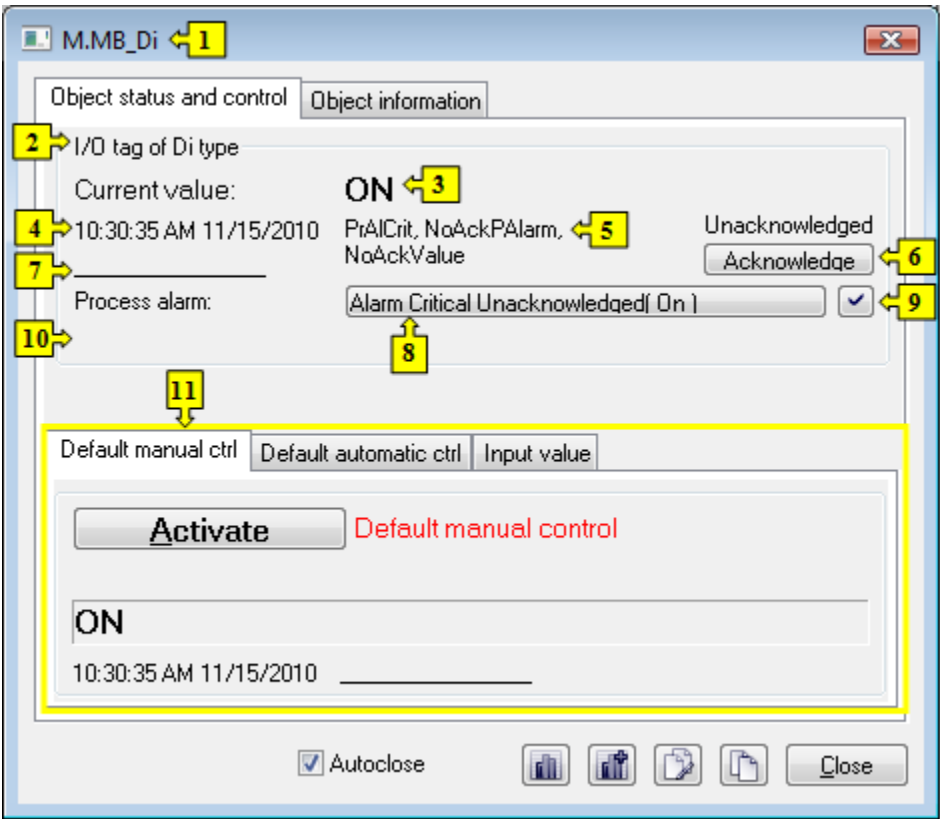 M.MB_Di 1
Object status and control Object information
2 I/O tag of Di type
Current value: ON 3
4 10:30:35 AM 11/15/2010 PrAlCrit, NoAckPAlarm, 5 Unacknowledged
NoAckValue Acknowledge 6
7
Process alarm: Alarm Critical Unacknowledged( On ) 9
10 8
11
Default manual ctrl Default automatic ctrl Input value
Activate Default manual control
ON
10:30:35 AM 11/15/2010
Autoclose Close